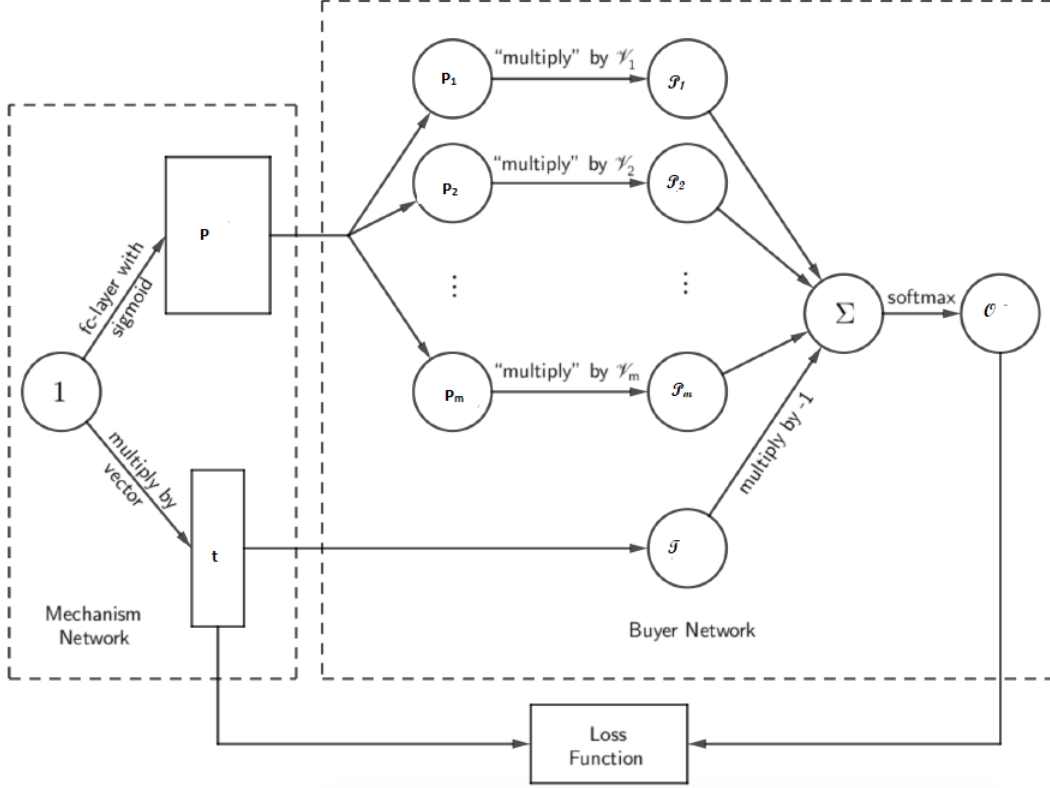 "multiply" by 𝒱₁
P₁
𝒫₁
"multiply" by 𝒱₂
P₂
𝒫₂
P
fc-layer with
sigmoid
⋮
⋮
Σ
softmax
𝒪
1
"multiply" by 𝒱ₘ
Pₘ
𝒫ₘ
multiply by
vector
multiply by -1
t
𝒯
Mechanism
Network
Buyer Network
Loss
Function